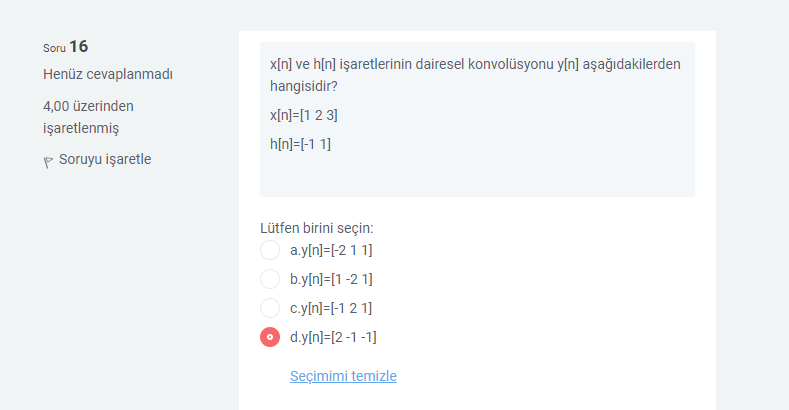 Soru 16
Henüz cevaplanmadı
4,00 üzerinden
işaretlenmiş
Soruyu işaretle
x[n] ve h[n] işaretlerinin dairesel konvolüsyonu y[n] aşağıdakilerden
hangisidir?
x[n]=[1 2 3]
h[n]=[-1 1]
Lütfen birini seçin:
a.y[n]=[-2 1 1]
b.y[n]=[1 -2 1]
c.y[n]=[-1 2 1]
d.y[n]=[2 -1 -1]
Seçimimi temizle